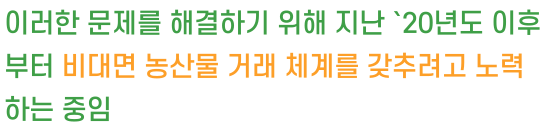 이러한 문제를 해결하기 위해 지난 `20년도 이후
부터 비대면 농산물 거래 체계를 갖추려고 노력
하는 중임